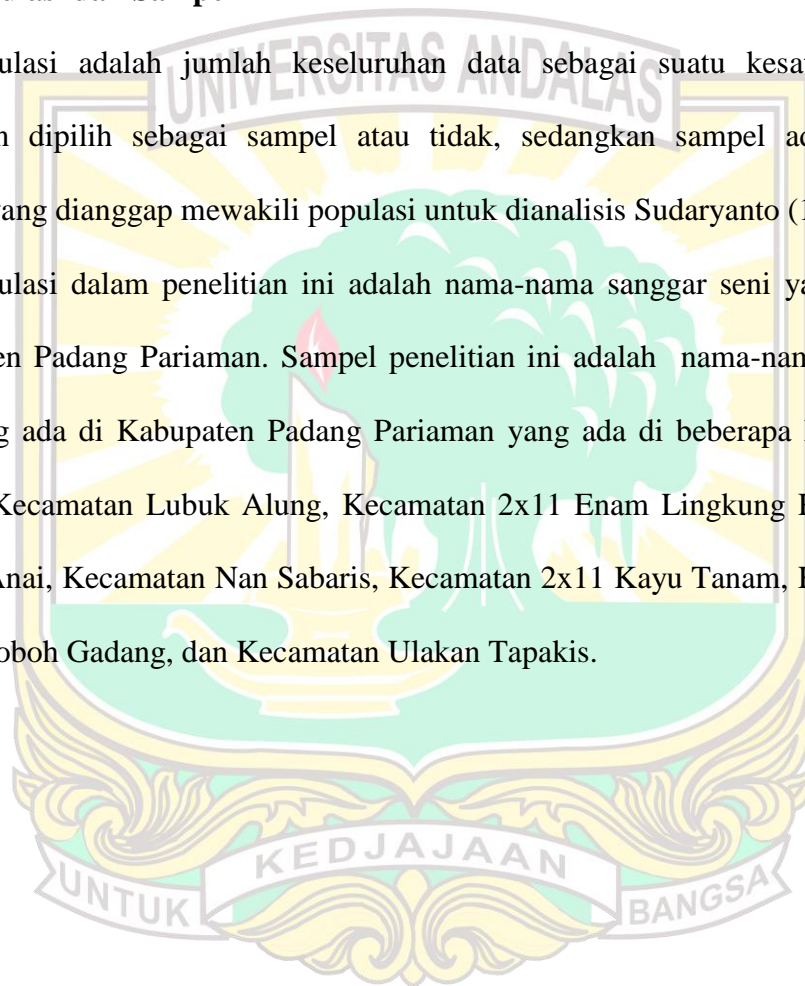 ulasi adalah jumlah keseluruhan data sebagai suatu kesa
dipilih sebagai sampel atau tidak, sedangkan sampel
yang dianggap mewakili populasi untuk dianalisis Sudaryanto (1
ulasi dalam penelitian ini adalah nama-nama sanggar seni ya
en Padang Pariaman. Sampel penelitian ini adalah nama-nam
g ada di Kabupaten Padang Pariaman yang ada di beberapa
Kecamatan Lubuk Alung, Kecamatan 2x11 Enam Lingkung
Anai, Kecamatan Nan Sabaris, Kecamatan 2x11 Kayu Tanam,
oboh Gadang, dan Kecamatan Ulakan Tapakis.
UNIVERSITAS ANDALAS
UNTUK KEDJAJAAN BANGSA